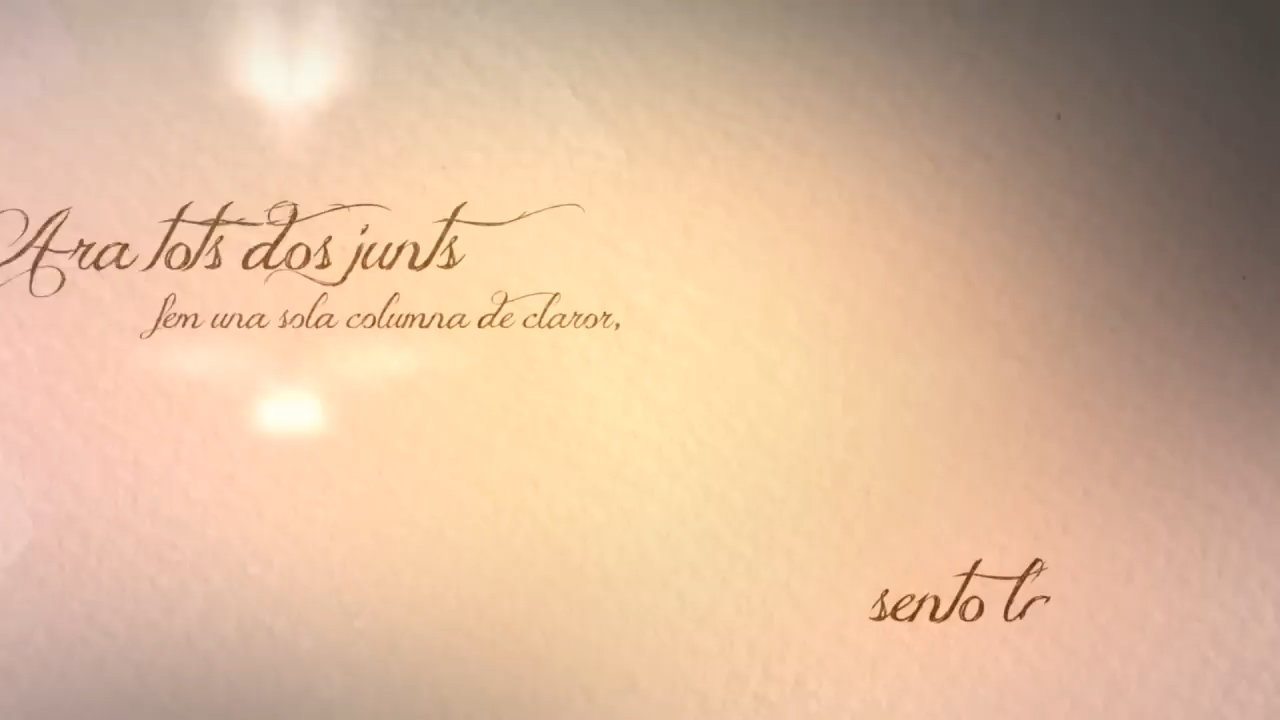 Ara tots dos junts
fem una sola columna de claror,
sento